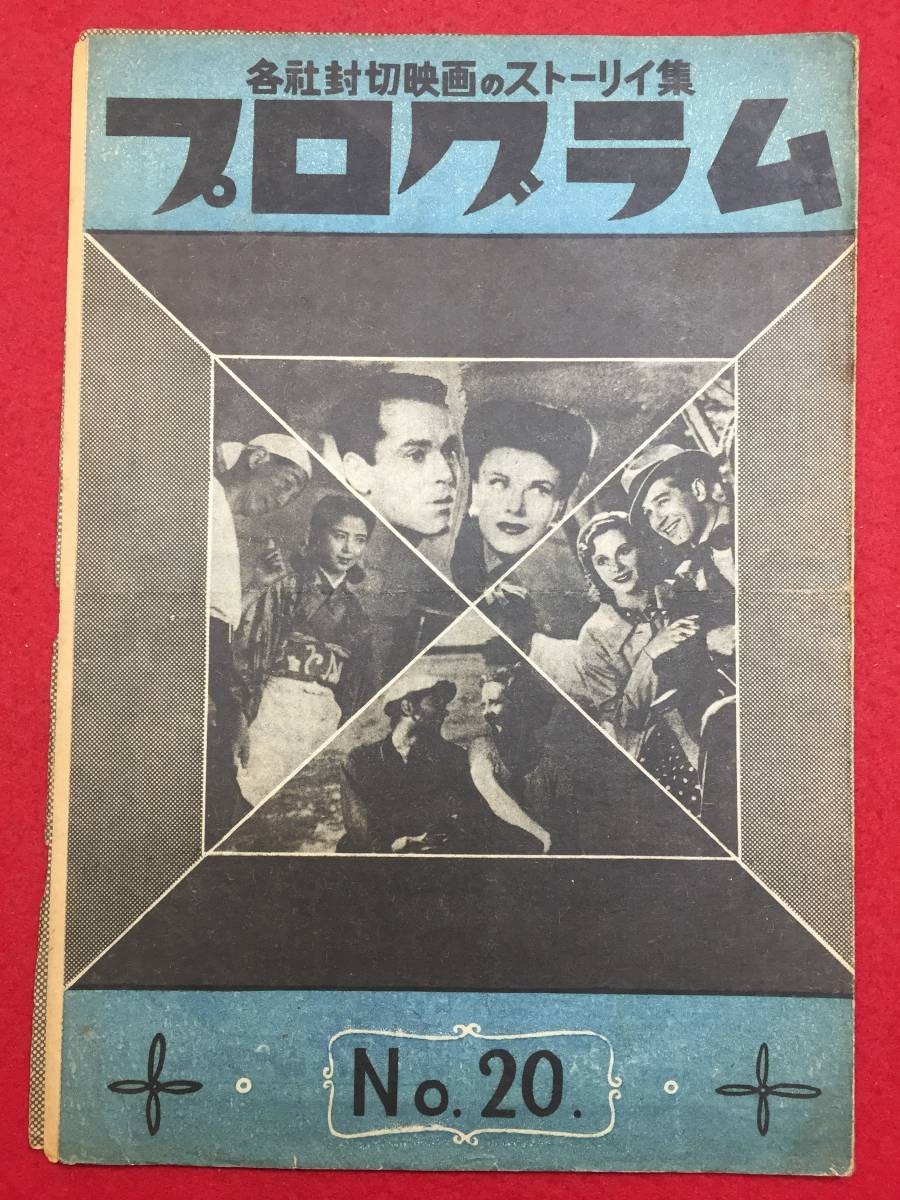 各社封切映画のストーリイ集
プログラム
No. 20.